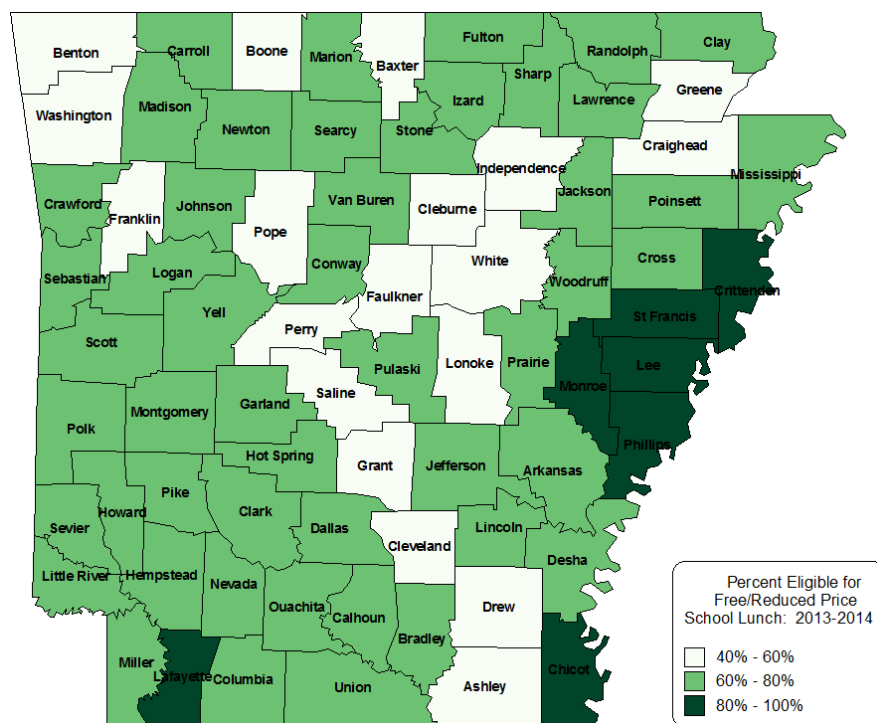 Benton
Carroll
Boone
Marion
Baxter
Fulton
Randolph
Clay
Sharp
Izard
Lawrence
Greene
Washington
Madison
Newton
Searcy
Stone
Independence
Craighead
Mississippi
Jackson
Poinsett
Crawford
Franklin
Johnson
Pope
Van Buren
Cleburne
White
Cross
Sebastian
Logan
Conway
Faulkner
Woodruff
Crittenden
Scott
Yell
Perry
Pulaski
Lonoke
Prairie
St Francis
Lee
Monroe
Polk
Montgomery
Garland
Saline
Phillips
Hot Spring
Grant
Jefferson
Arkansas
Sevier
Howard
Pike
Clark
Dallas
Cleveland
Lincoln
Desha
Little River
Hempstead
Nevada
Ouachita
Calhoun
Bradley
Drew
Miller
Lafayette
Columbia
Union
Ashley
Chicot
Percent Eligible for
Free/Reduced Price
School Lunch: 2013-2014
40% - 60%
60% - 80%
80% - 100%